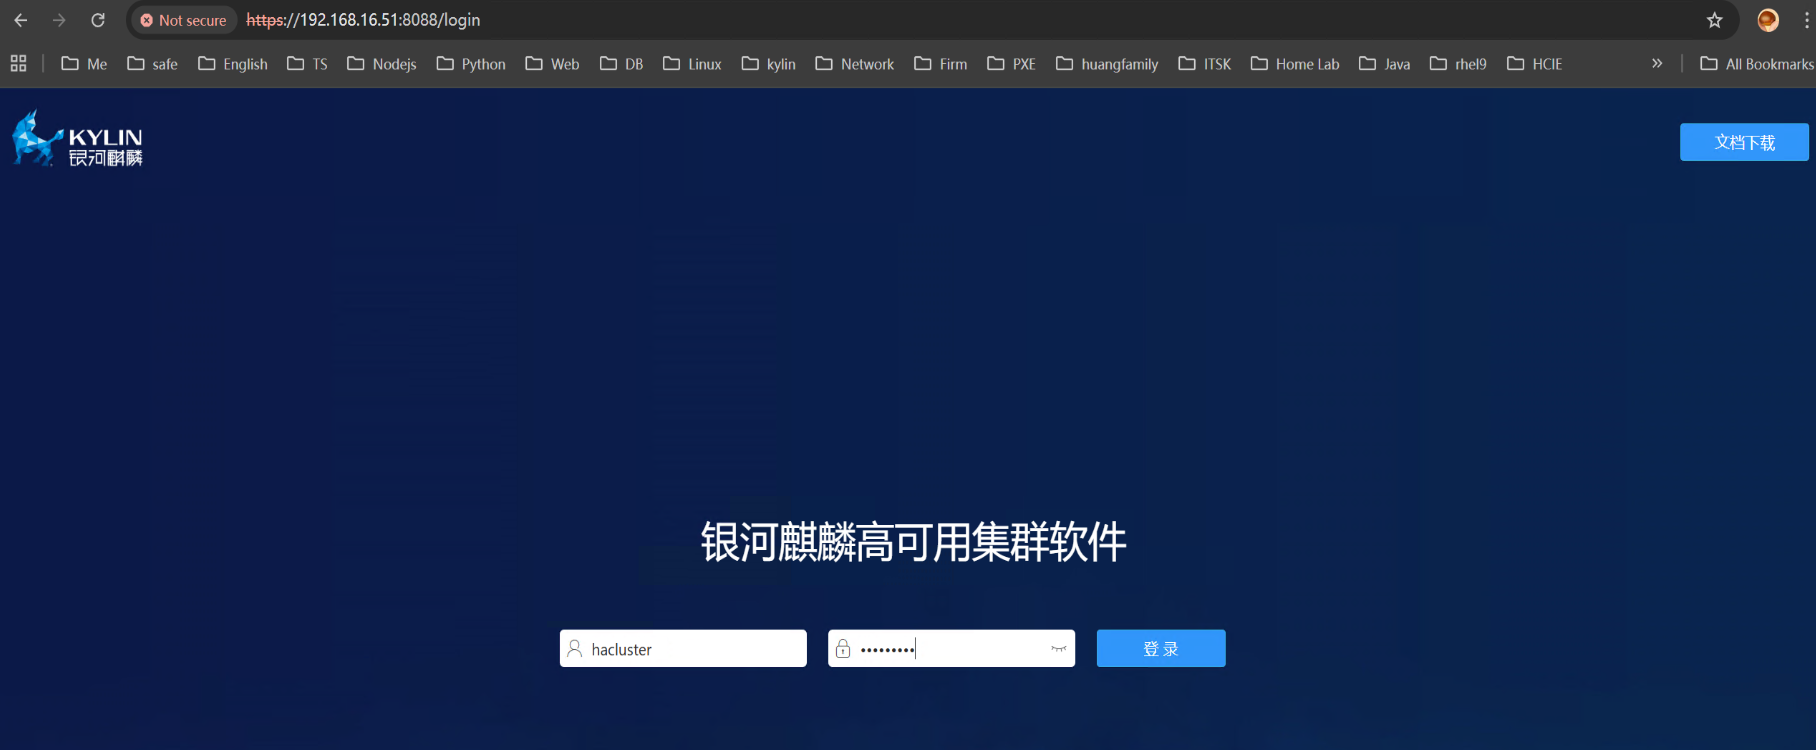 Not secure https://192.168.16.51:8088/login
Me safe English TS Nodejs Python Web DB Linux kylin Network Firm PXE huangfamily ITSK Home Lab Java rhel9 HCIE » All Bookmarks
KYLIN
银河麒麟
文档下载
银河麒麟高可用集群软件
hacluster ••••••••• 登 录